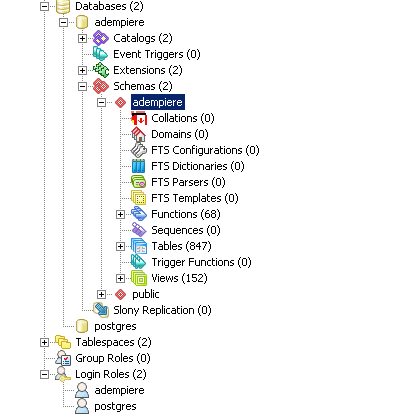 Databases (2)
adempiere
Catalogs (2)
Event Triggers (0)
Extensions (2)
Schemas (2)
adempiere
Collations (0)
Domains (0)
FTS Configurations (0)
FTS Dictionaries (0)
FTS Parsers (0)
FTS Templates (0)
Functions (68)
Sequences (0)
Tables (847)
Trigger Functions (0)
Views (152)
public
Slony Replication (0)
postgres
Tablespaces (2)
Group Roles (0)
Login Roles (2)
adempiere
postgres